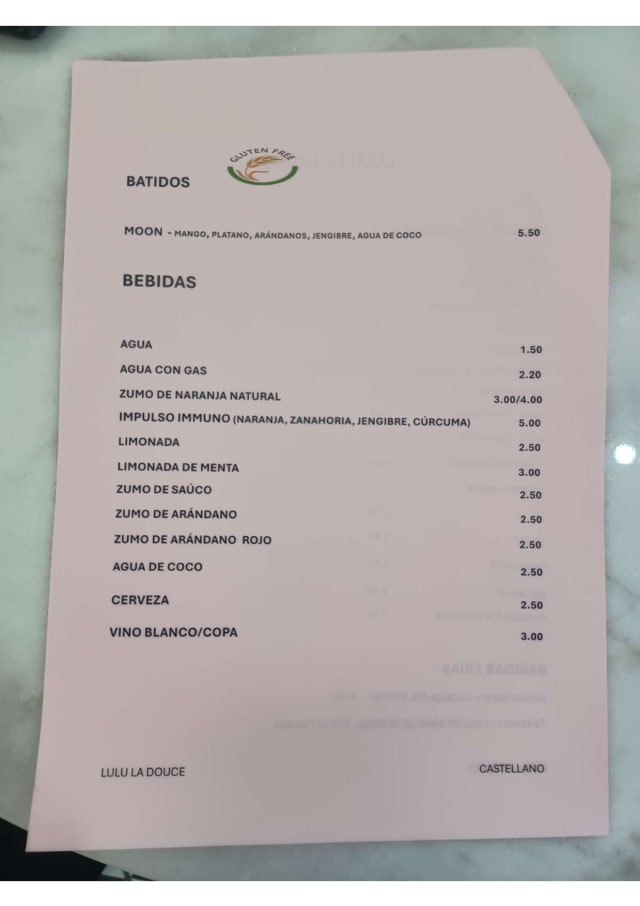 GLUTEN FREE
BATIDOS
MOON - MANGO, PLATANO, ARÁNDANOS, JENGIBRE, AGUA DE COCO 5.50
BEBIDAS
AGUA 1.50
AGUA CON GAS 2.20
ZUMO DE NARANJA NATURAL 3.00/4.00
IMPULSO IMMUNO (NARANJA, ZANAHORIA, JENGIBRE, CÚRCUMA) 5.00
LIMONADA 2.50
LIMONADA DE MENTA 3.00
ZUMO DE SAÚCO 2.50
ZUMO DE ARÁNDANO 2.50
ZUMO DE ARÁNDANO ROJO 2.50
AGUA DE COCO 2.50
CERVEZA 2.50
VINO BLANCO/COPA 3.00
LULU LA DOUCE CASTELLANO